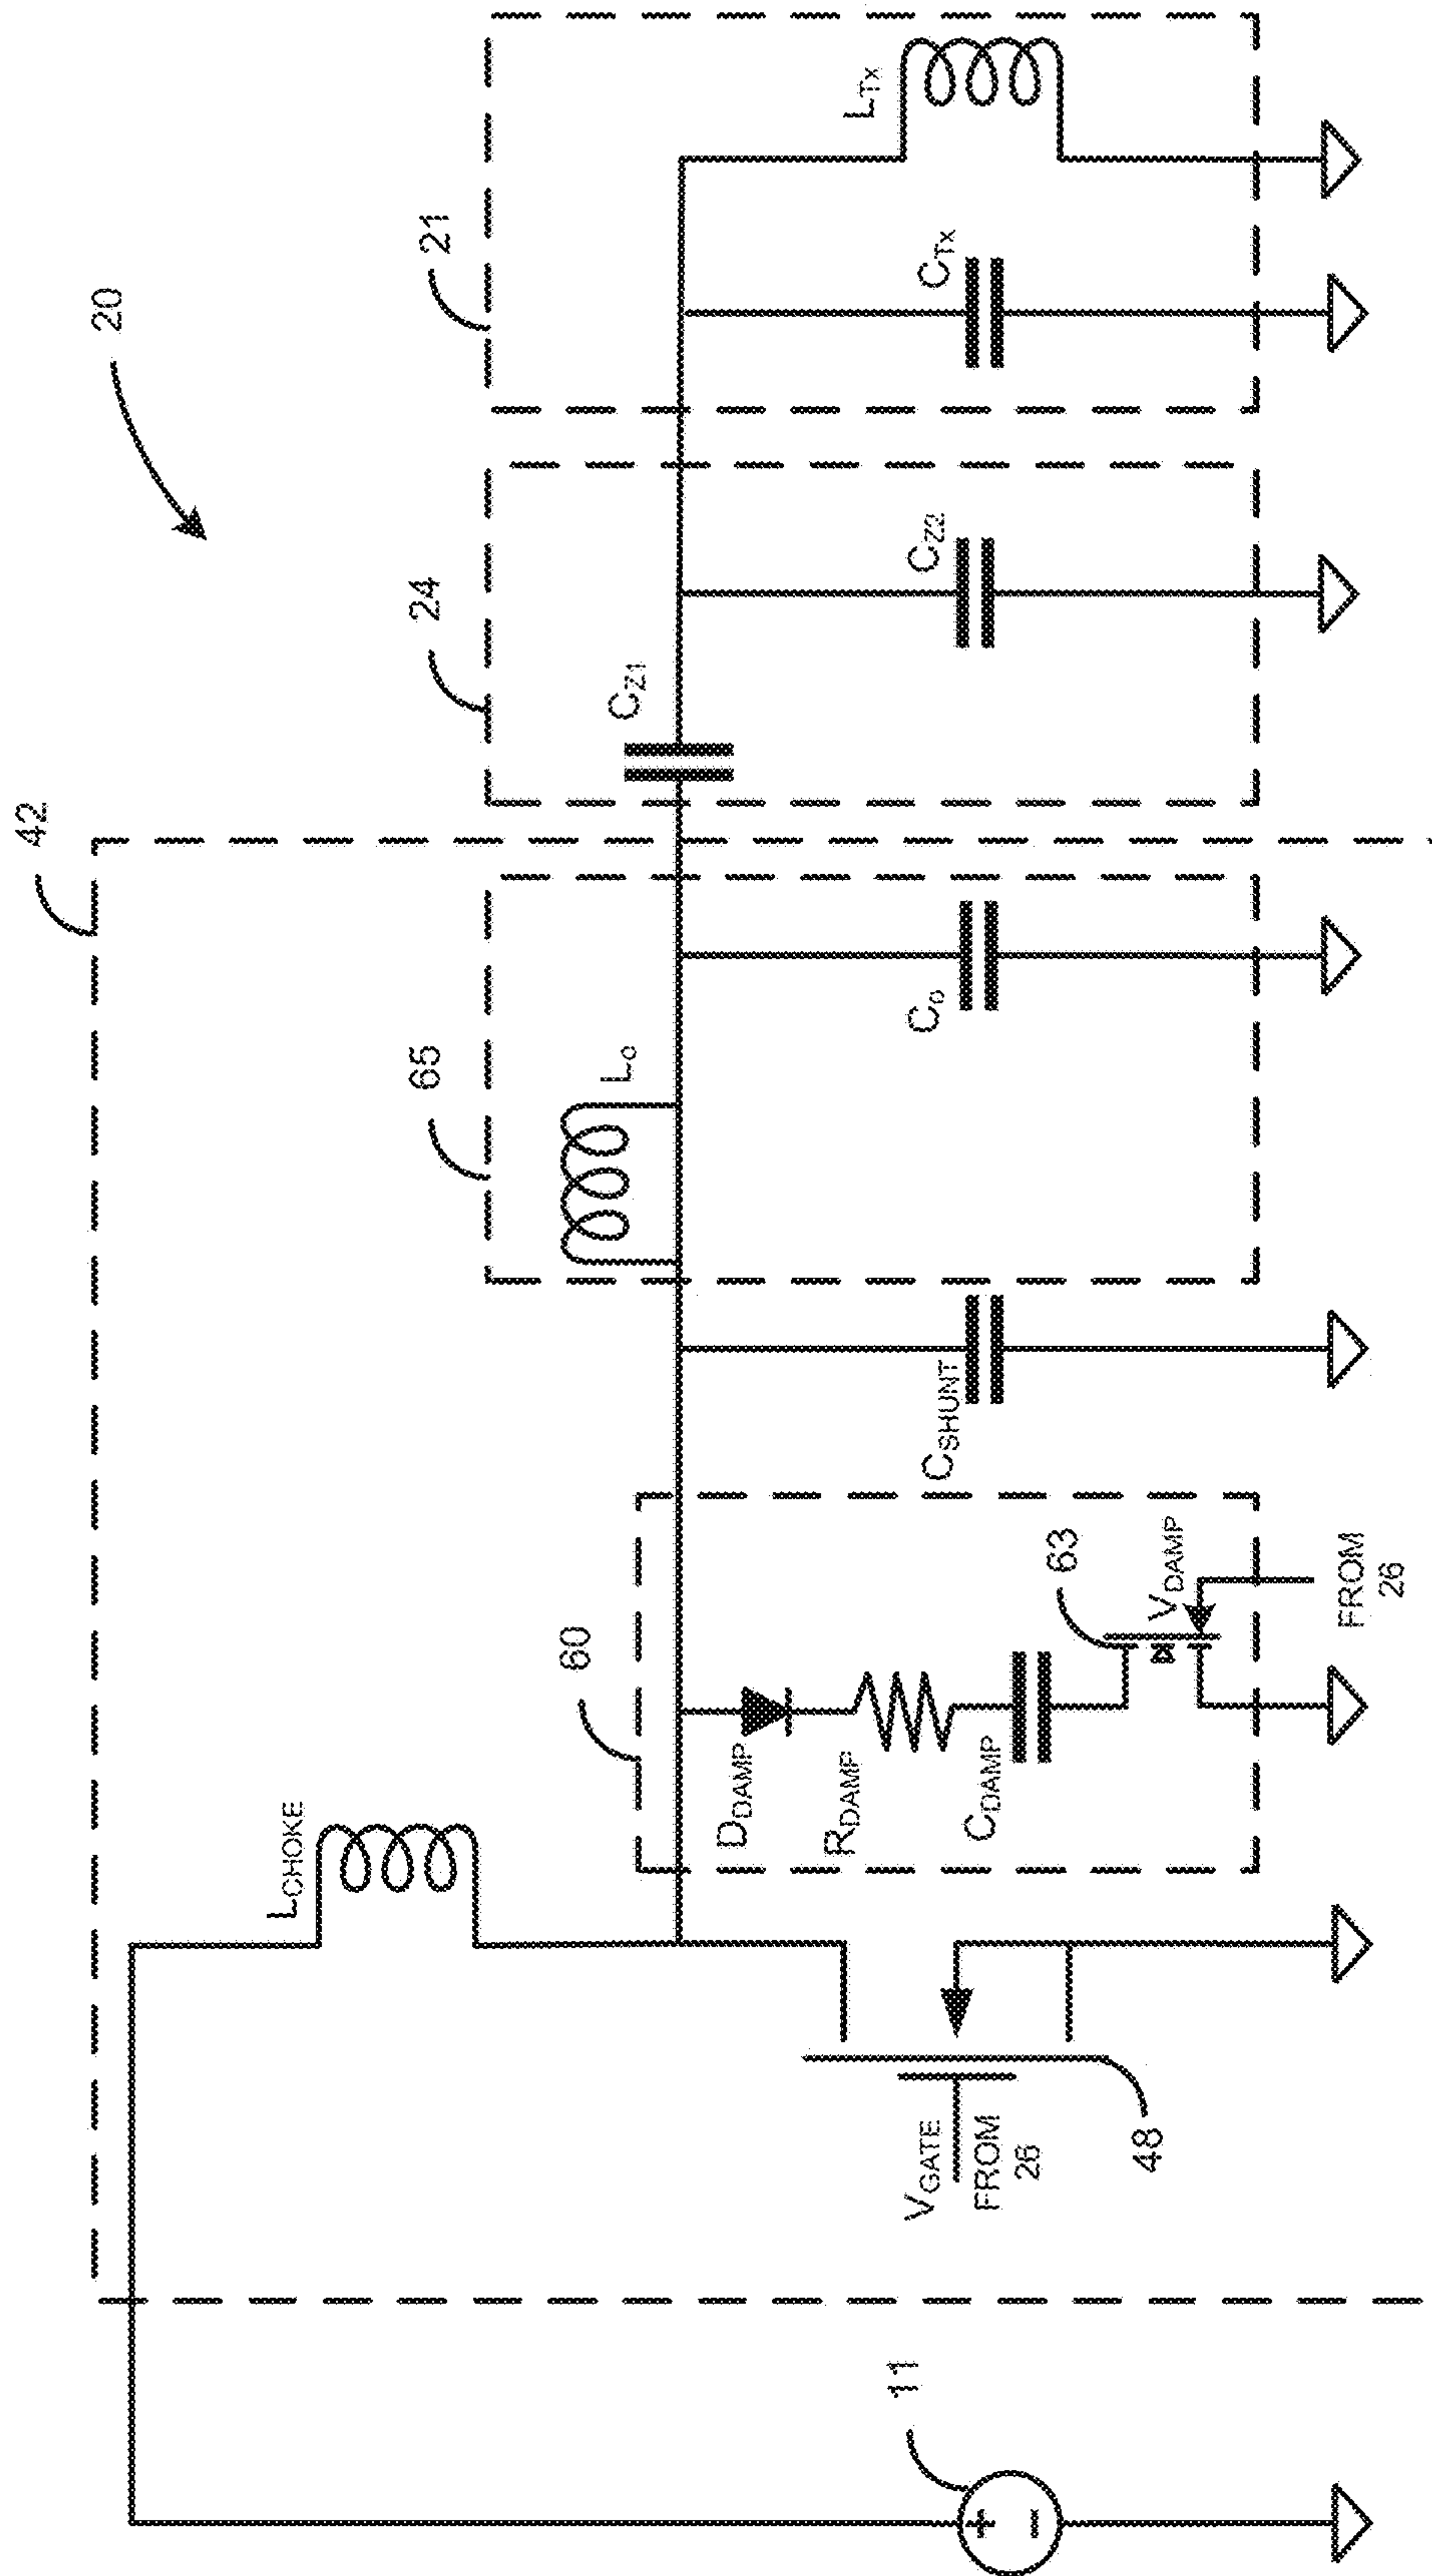 20
42
11
L_CHOKE
60
65
24
21
V_GATE
FROM
26
48
D_DAMP
R_DAMP
C_DAMP
63
V_DAMP
FROM
26
C_SHUNT
L_o
C_o
C_Z1
C_Z2
C_Tx
L_Tx